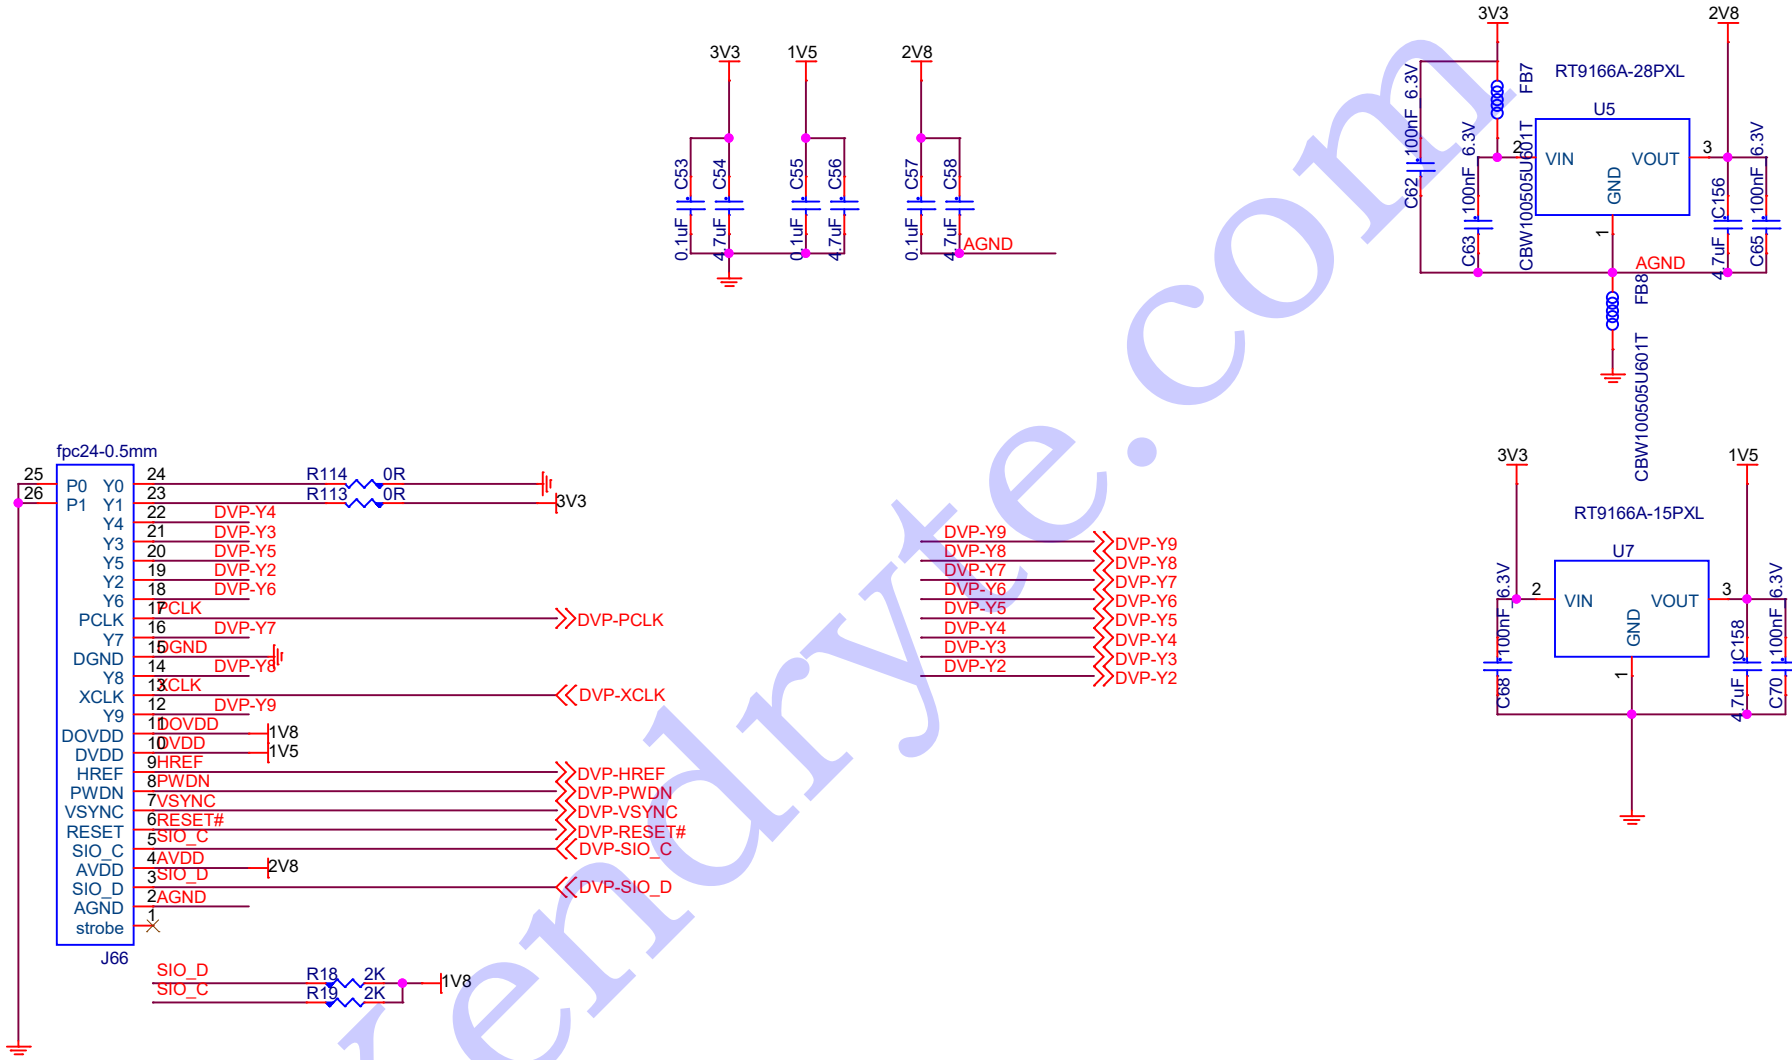 3V3
1V5
2V8
C53
C54
C55
C56
C57
C58
0.1uF
4.7uF
0.1uF
4.7uF
0.1uF
4.7uF
AGND
3V3
2V8
RT9166A-28PXL
FB7
U5
C62
100nF 6.3V
C63
100nF 6.3V
CBW100505U601T
2
VIN
VOUT
3
GND
1
C156
4.7uF
C65
100nF 6.3V
AGND
FB8
CBW100505U601T
3V3
1V5
RT9166A-15PXL
U7
C68
100nF 6.3V
2
VIN
VOUT
3
GND
1
C158
4.7uF
C70
100nF 6.3V
fpc24-0.5mm
25 P0
26 P1
Y0 24 R114 0R
Y1 23 R113 0R 3V3
Y4 22 DVP-Y4
Y3 21 DVP-Y3
Y5 20 DVP-Y5
Y2 19 DVP-Y2
Y6 18 DVP-Y6
PCLK 17 PCLK DVP-PCLK
Y7 16 DVP-Y7
DGND 15 DGND
Y8 14 DVP-Y8
XCLK 13 XCLK DVP-XCLK
Y9 12 DVP-Y9
DOVDD 11 DOVDD 1V8
DVDD 10 DVDD 1V5
HREF 9 HREF DVP-HREF
PWDN 8 PWDN DVP-PWDN
VSYNC 7 VSYNC DVP-VSYNC
RESET 6 RESET# DVP-RESET#
SIO_C 5 SIO_C DVP-SIO_C
AVDD 4 AVDD 2V8
SIO_D 3 SIO_D DVP-SIO_D
AGND 2 AGND
strobe 1
J66
SIO_D R18 2K 1V8
SIO_C R19 2K
DVP-Y9 DVP-Y9
DVP-Y8 DVP-Y8
DVP-Y7 DVP-Y7
DVP-Y6 DVP-Y6
DVP-Y5 DVP-Y5
DVP-Y4 DVP-Y4
DVP-Y3 DVP-Y3
DVP-Y2 DVP-Y2
kendryte.com